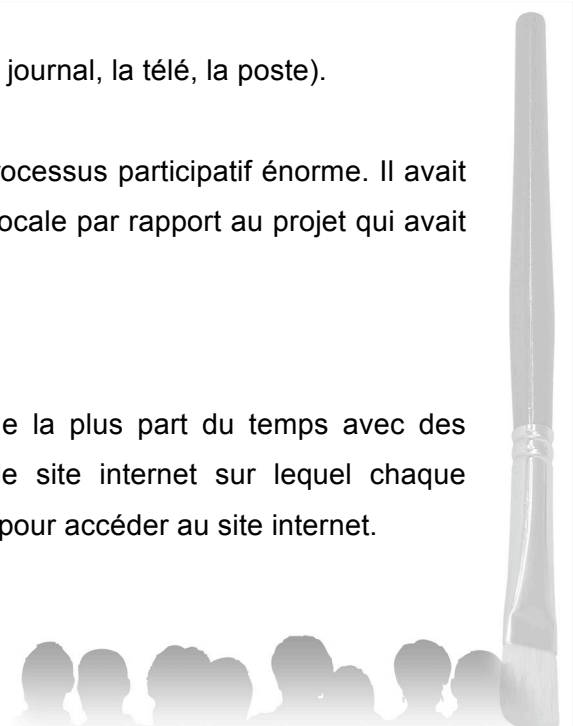 journal, la télé, la poste).
rocessus participatif énorme. Il avait
ocale par rapport au projet qui avait
e la plus part du temps avec des
e site internet sur lequel chaque
pour accéder au site internet.